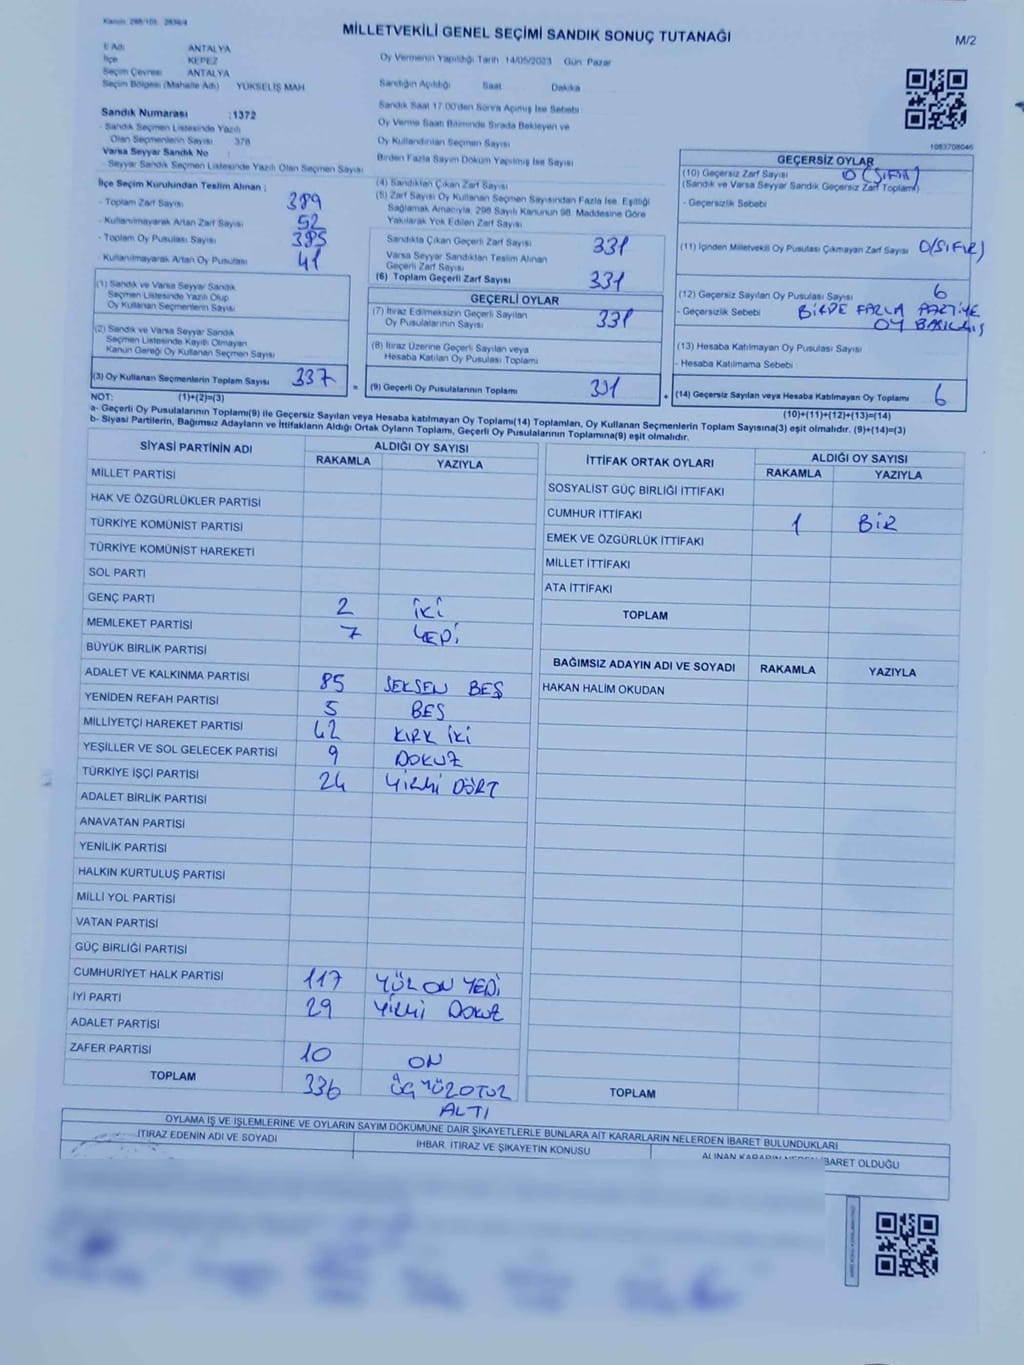 MİLLETVEKİLİ GENEL SEÇİMİ SANDIK SONUÇ TUTANAĞI
M/2
İl Adı ANTALYA
İlçe KEPEZ
Seçim Çevresi ANTALYA
Seçim Bölgesi (Mahalle Adı) YÜKSELİŞ MAH.
Oy Vermenin Yapıldığı Tarih 14/05/2023 Gün: Pazar
Sandığın Açıldığı Saat Dakika
Sandık Saat 17:00'den Sonra Açılmış İse Sebebi
Oy Verme Saati Bitiminde Sırada Bekleyen ve
Oy Kullandırılan Seçmen Sayısı
Birden Fazla Sayım Döküm Yapılmış İse Sayısı
Sandık Numarası : 1372
- Sandık Seçmen Listesinde Yazılı
Olan Seçmenlerin Sayısı 378
Varsa Seyyar Sandık No :
- Seyyar Sandık Seçmen Listesinde Yazılı Olan Seçmen Sayısı
1083708046
İlçe Seçim Kurulundan Teslim Alınan ;
- Toplam Zarf Sayısı 389
- Kullanılmayarak Artan Zarf Sayısı 52
- Toplam Oy Pusulası Sayısı 385
- Kullanılmayarak Artan Oy Pusulası 41
(1) Sandık ve Varsa Seyyar Sandık
Seçmen Listesinde Yazılı Olup
Oy Kullanan Seçmenlerin Sayısı
(2) Sandık ve Varsa Seyyar Sandık
Seçmen Listesinde Kayıtlı Olmayan
Kanun Gereği Oy Kullanan Seçmen Sayısı
(3) Oy Kullanan Seçmenlerin Toplam Sayısı 337
(4) Sandıktan Çıkan Zarf Sayısı
(5) Zarf Sayısı Oy Kullanan Seçmen Sayısından Fazla İse, Eşitliği
Sağlamak Amacıyla, 298 Sayılı Kanunun 98. Maddesine Göre
Yakılarak Yok Edilen Zarf Sayısı
Sandıkta Çıkan Geçerli Zarf Sayısı 331
Varsa Seyyar Sandıktan Teslim Alınan
Geçerli Zarf Sayısı
(6) Toplam Geçerli Zarf Sayısı 331
GEÇERLİ OYLAR
(7) İtiraz Edilmeksizin Geçerli Sayılan
Oy Pusulalarının Sayısı 331
(8) İtiraz Üzerine Geçerli Sayılan veya
Hesaba Katılan Oy Pusulası Toplamı
= (9) Geçerli Oy Pusulalarının Toplamı 331
GEÇERSİZ OYLAR
(10) Geçersiz Zarf Sayısı 0 (SIFIR)
(Sandık ve Varsa Seyyar Sandık Geçersiz Zarf Toplamı)
- Geçersizlik Sebebi
(11) İçinden Milletvekili Oy Pusulası Çıkmayan Zarf Sayısı 0(SIFIR)
(12) Geçersiz Sayılan Oy Pusulası Sayısı 6
- Geçersizlik Sebebi BİRDE FAZLA PARTİYE
OY BASILMIŞ
(13) Hesaba Katılmayan Oy Pusulası Sayısı
- Hesaba Katılmama Sebebi
+ (14) Geçersiz Sayılan veya Hesaba Katılmayan Oy Toplamı 6
NOT: (1)+(2)=(3)
(10)+(11)+(12)+(13)=(14)
a- Geçerli Oy Pusulalarının Toplamı(9) ile Geçersiz Sayılan veya Hesaba katılmayan Oy Toplamı(14) Toplamları, Oy Kullanan Seçmenlerin Toplam Sayısına(3) eşit olmalıdır. (9)+(14)=(3)
b- Siyasi Partilerin, Bağımsız Adayların ve İttifakların Aldığı Ortak Oyların Toplamı, Geçerli Oy Pusulalarının Toplamına(9) eşit olmalıdır.
SİYASİ PARTİNİN ADI ALDIĞI OY SAYISI
RAKAMLA YAZIYLA
MİLLET PARTİSİ
HAK VE ÖZGÜRLÜKLER PARTİSİ
TÜRKİYE KOMÜNİST PARTİSİ
TÜRKİYE KOMÜNİST HAREKETİ
SOL PARTİ
GENÇ PARTİ 2 İKİ
MEMLEKET PARTİSİ 7 YEDİ
BÜYÜK BİRLİK PARTİSİ
ADALET VE KALKINMA PARTİSİ 85 SEKSEN BEŞ
YENİDEN REFAH PARTİSİ 5 BEŞ
MİLLİYETÇİ HAREKET PARTİSİ 42 KIRK İKİ
YEŞİLLER VE SOL GELECEK PARTİSİ 9 DOKUZ
TÜRKİYE İŞÇİ PARTİSİ 24 YİRMİ DÖRT
ADALET BİRLİK PARTİSİ
ANAVATAN PARTİSİ
YENİLİK PARTİSİ
HALKIN KURTULUŞ PARTİSİ
MİLLİ YOL PARTİSİ
VATAN PARTİSİ
GÜÇ BİRLİĞİ PARTİSİ
CUMHURİYET HALK PARTİSİ 117 YÜZ ON YEDİ
İYİ PARTİ 29 YİRMİ DOKUZ
ADALET PARTİSİ
ZAFER PARTİSİ 10 ON
TOPLAM 336 ÜÇ YÜZ OTUZ
ALTI
İTTİFAK ORTAK OYLARI ALDIĞI OY SAYISI
RAKAMLA YAZIYLA
SOSYALİST GÜÇ BİRLİĞİ İTTİFAKI
CUMHUR İTTİFAKI 1 BİR
EMEK VE ÖZGÜRLÜK İTTİFAKI
MİLLET İTTİFAKI
ATA İTTİFAKI
TOPLAM
BAĞIMSIZ ADAYIN ADI VE SOYADI RAKAMLA YAZIYLA
HAKAN HALİM OKUDAN
TOPLAM
OYLAMA İŞ VE İŞLEMLERİNE VE OYLARIN SAYIM DÖKÜMÜNE DAİR ŞİKAYETLERLE BUNLARA AİT KARARLARIN NELERDEN İBARET BULUNDUKLARI
İTİRAZ EDENİN ADI VE SOYADI İHBAR, İTİRAZ VE ŞİKAYETİN KONUSU ALINAN KARARIN NEDEN İBARET OLDUĞU